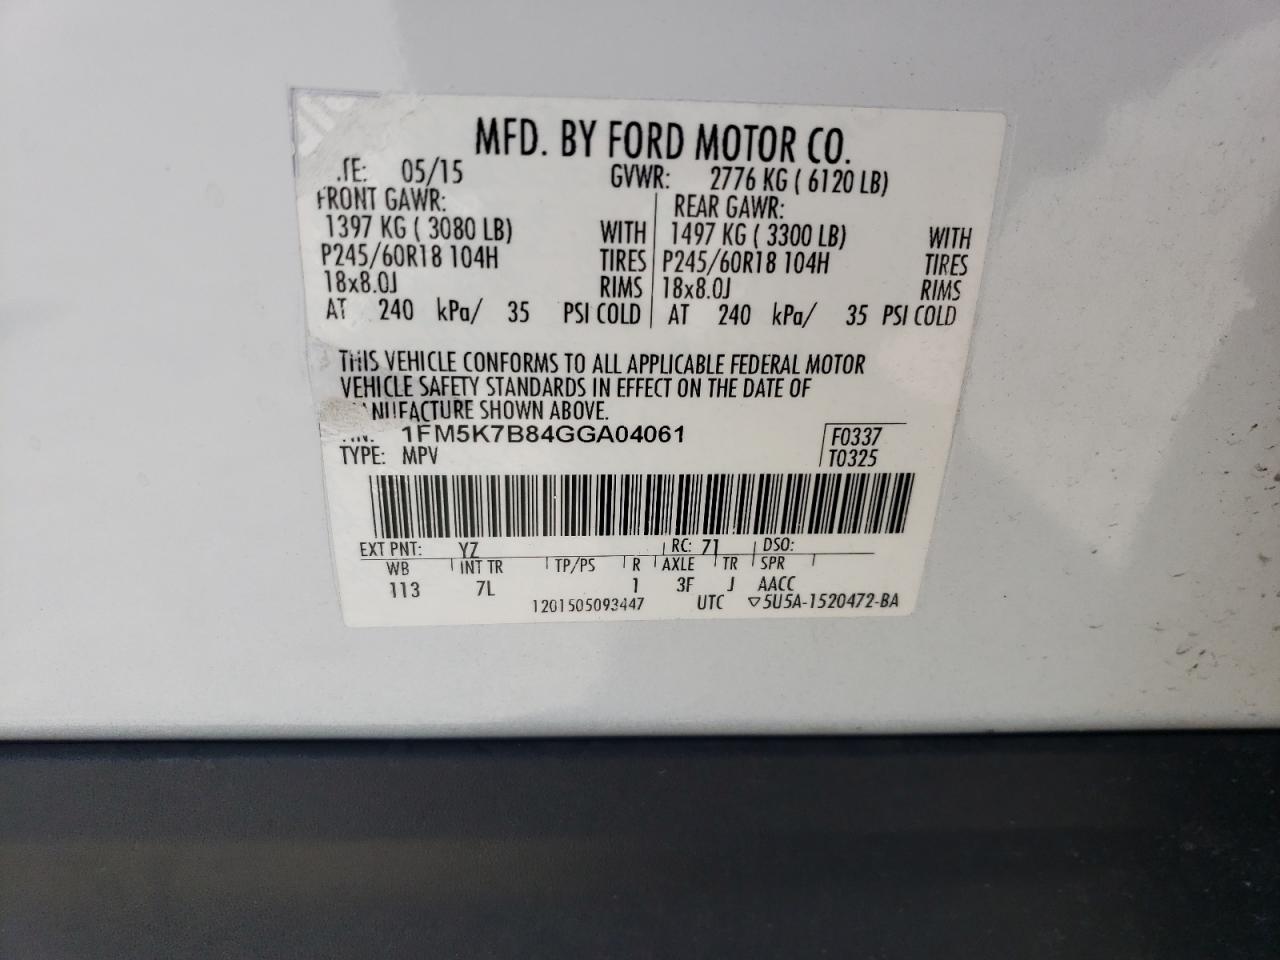 MFD. BY FORD MOTOR CO.
TE: 05/15 GVWR: 2776 KG ( 6120 LB)
FRONT GAWR: REAR GAWR:
1397 KG ( 3080 LB) WITH 1497 KG ( 3300 LB) WITH
P245/60R18 104H TIRES P245/60R18 104H TIRES
18x8.0J RIMS 18x8.0J RIMS
AT 240 kPa/ 35 PSI COLD AT 240 kPa/ 35 PSI COLD
THIS VEHICLE CONFORMS TO ALL APPLICABLE FEDERAL MOTOR
VEHICLE SAFETY STANDARDS IN EFFECT ON THE DATE OF
MANUFACTURE SHOWN ABOVE.
1FM5K7B84GGA04061 F0337
TYPE: MPV T0325
EXT PNT: YZ RC: 71 DSO:
WB INT TR TP/PS R AXLE TR SPR
113 7L 1 3F J AACC
1201505093447 UTC ▽5U5A-1520472-BA